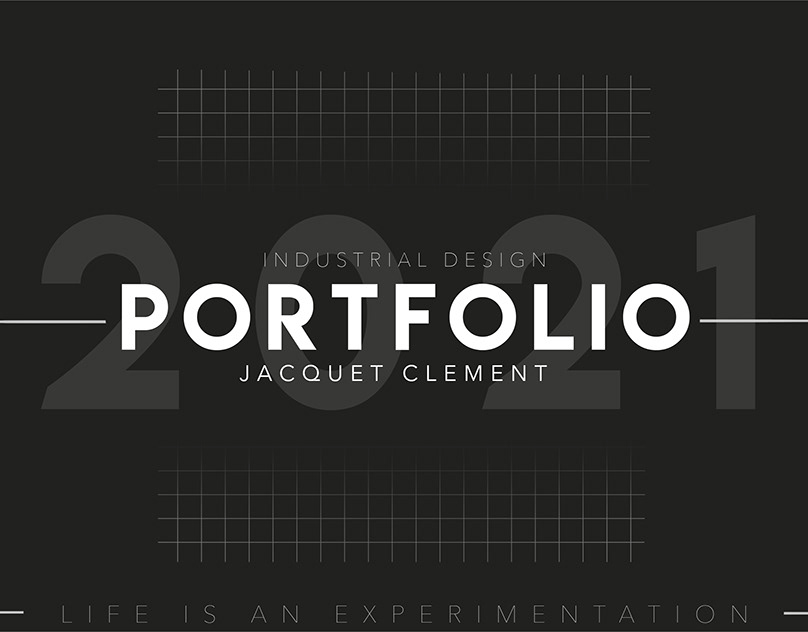 2021
INDUSTRIAL DESIGN
PORTFOLIO
JACQUET CLEMENT
LIFE IS AN EXPERIMENTATION